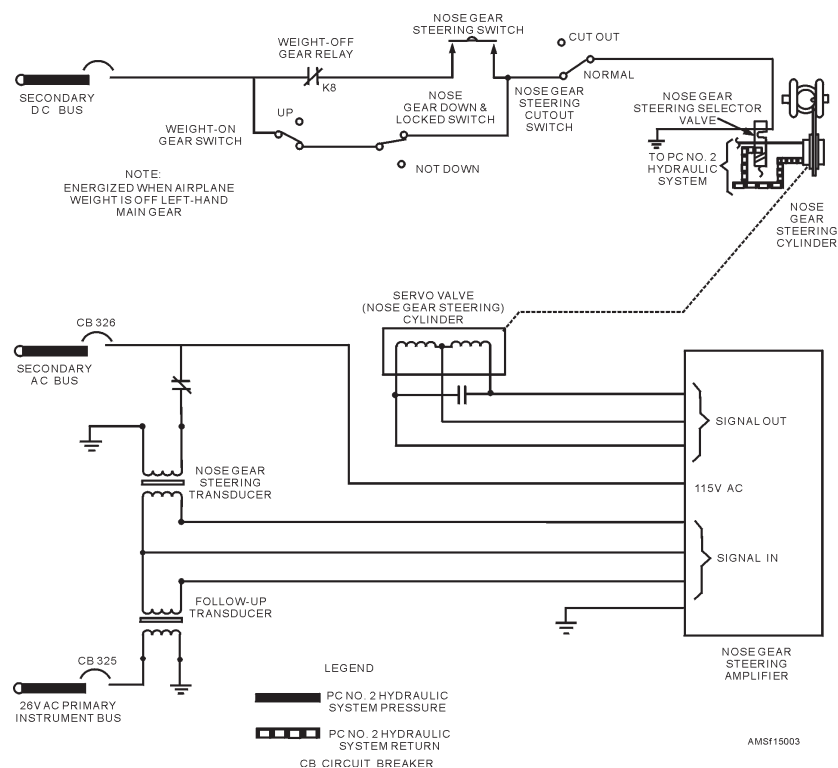 NOSE GEAR
STEERING SWITCH
CUT OUT
WEIGHT-OFF
GEAR RELAY
NORMAL
K8
SECONDARY
DC BUS
NOSE
GEAR DOWN &
LOCKED SWITCH
NOSE GEAR
STEERING
CUTOUT
SWITCH
NOSE GEAR
STEERING SELECTOR
VALVE
UP
WEIGHT-ON
GEAR SWITCH
NOT DOWN
TO PC NO. 2
HYDRAULIC
SYSTEM
NOTE:
ENERGIZED WHEN AIRPLANE
WEIGHT IS OFF LEFT-HAND
MAIN GEAR
NOSE
GEAR
STEERING
CYLINDER
SERVO VALVE
(NOSE GEAR STEERING)
CYLINDER
CB 326
SECONDARY
AC BUS
SIGNAL OUT
NOSE GEAR
STEERING
TRANSDUCER
115V AC
SIGNAL IN
FOLLOW-UP
TRANSDUCER
CB 325
26V AC PRIMARY
INSTRUMENT BUS
NOSE GEAR
STEERING
AMPLIFIER
LEGEND
PC NO. 2 HYDRAULIC
SYSTEM PRESSURE
PC NO. 2 HYDRAULIC
SYSTEM RETURN
CB CIRCUIT BREAKER
AMSf15003